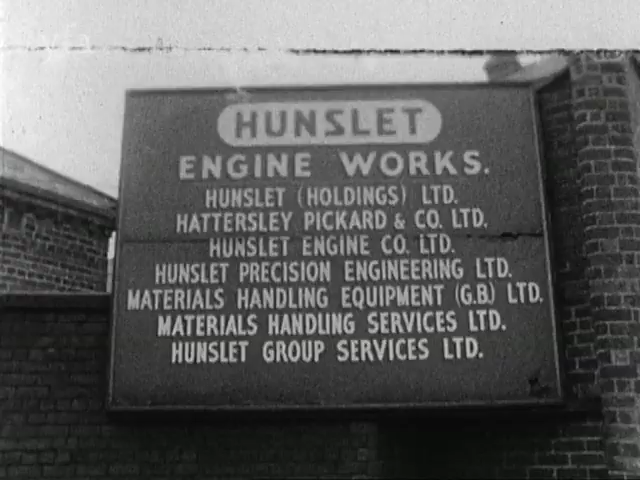 HUNSLET
ENGINE WORKS.
HUNSLET (HOLDINGS) LTD.
HATTERSLEY PICKARD & CO. LTD.
HUNSLET ENGINE CO. LTD.
HUNSLET PRECISION ENGINEERING LTD.
MATERIALS HANDLING EQUIPMENT (G.B.) LTD.
MATERIALS HANDLING SERVICES LTD.
HUNSLET GROUP SERVICES LTD.